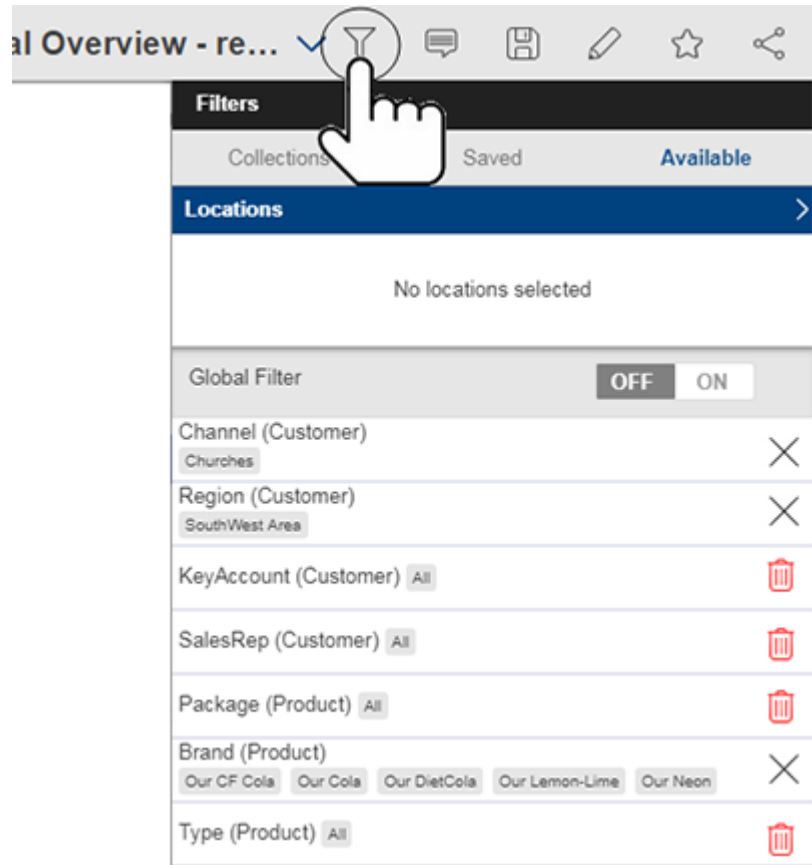 al Overview - re...
Filters
Collections Saved Available
Locations
No locations selected
Global Filter OFF ON
Channel (Customer)
Churches
Region (Customer)
SouthWest Area
KeyAccount (Customer) All
SalesRep (Customer) All
Package (Product) All
Brand (Product)
Our CF Cola Our Cola Our DietCola Our Lemon-Lime Our Neon
Type (Product) All